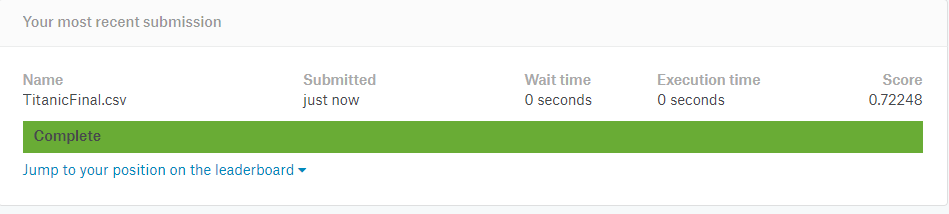 Your most recent submission
Name Submitted Wait time Execution time Score
TitanicFinal.csv just now 0 seconds 0 seconds 0.72248
Complete
Jump to your position on the leaderboard